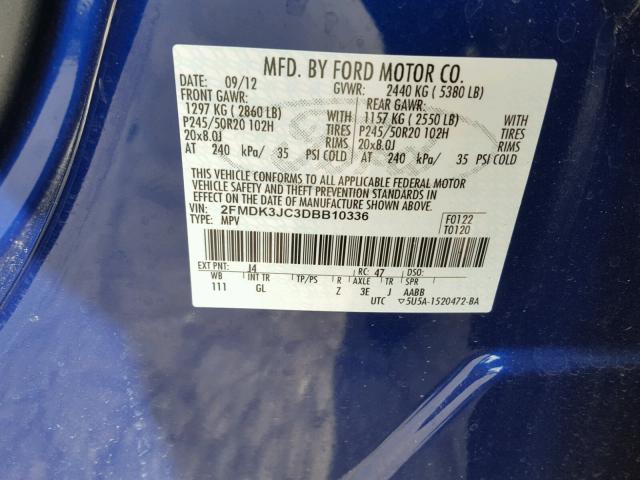 MFD. BY FORD MOTOR CO.
DATE: 09/12 GVWR: 2440 KG ( 5380 LB)
FRONT GAWR: REAR GAWR:
1297 KG ( 2860 LB) WITH 1157 KG ( 2550 LB) WITH
P245/50R20 102H TIRES P245/50R20 102H TIRES
20x8.0J RIMS 20x8.0J RIMS
AT 240 kPa/ 35 PSI COLD AT 240 kPa/ 35 PSI COLD
THIS VEHICLE CONFORMS TO ALL APPLICABLE FEDERAL MOTOR
VEHICLE SAFETY AND THEFT PREVENTION STANDARDS IN
EFFECT ON THE DATE OF MANUFACTURE SHOWN ABOVE.
VIN: 2FMDK3JC3DBB10336 F0122
TYPE: MPV T0120
EXT PNT: J4 RC: 47 DSO:
WB INT TR TP/PS R AXLE TR SPR
111 GL Z 3E J AABB
UTC ▽5U5A-1520472-BA